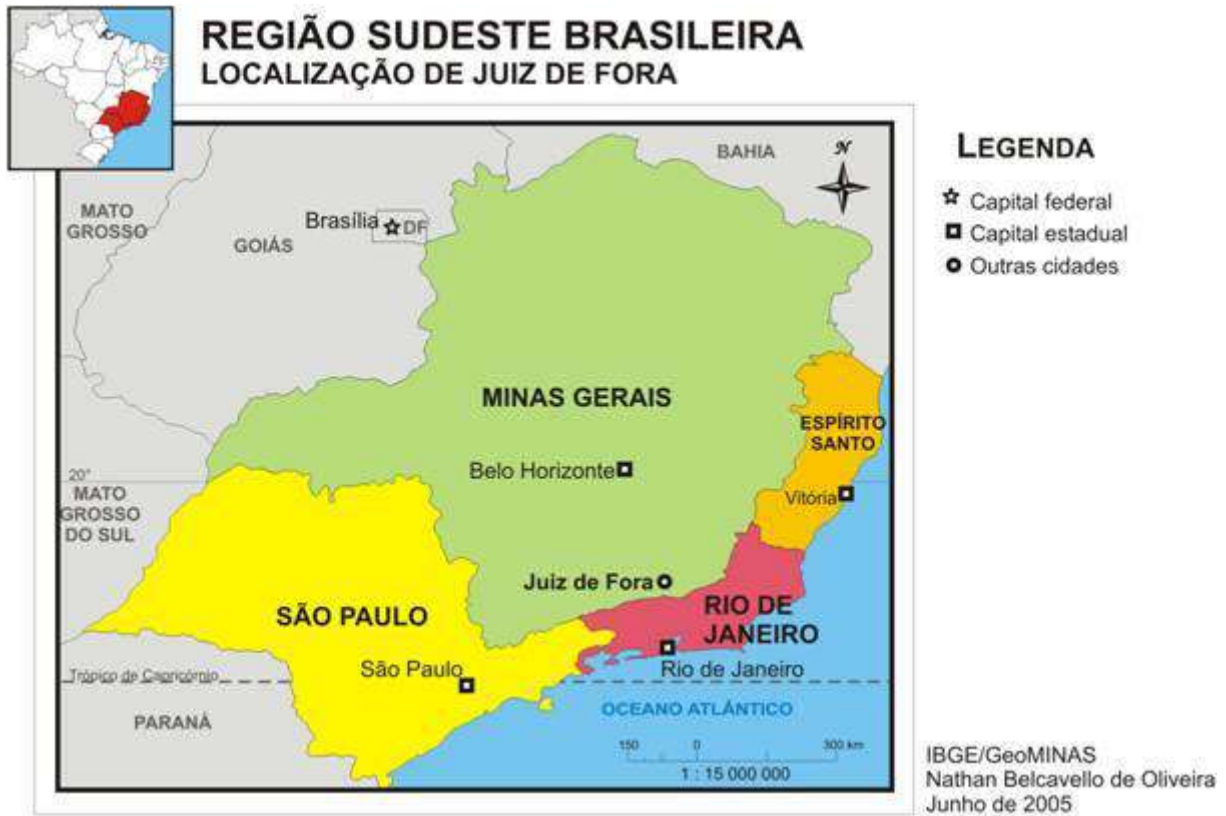 REGIÃO SUDESTE BRASILEIRA
LOCALIZAÇÃO DE JUIZ DE FORA
LEGENDA
Capital federal
Capital estadual
Outras cidades
BAHIA
N
MATO
GROSSO
GOIÁS
Brasília
DF
MINAS GERAIS
ESPÍRITO
SANTO
Belo Horizonte
20°
MATO
GROSSO
DO SUL
Vitória
Juiz de Fora
SÃO PAULO
RIO DE
JANEIRO
São Paulo
Rio de Janeiro
Trópico de Capricórnio
PARANÁ
OCEANO ATLÂNTICO
150 0 300 km
1 : 15 000 000
IBGE/GeoMINAS
Nathan Belcavello de Oliveira
Junho de 2005